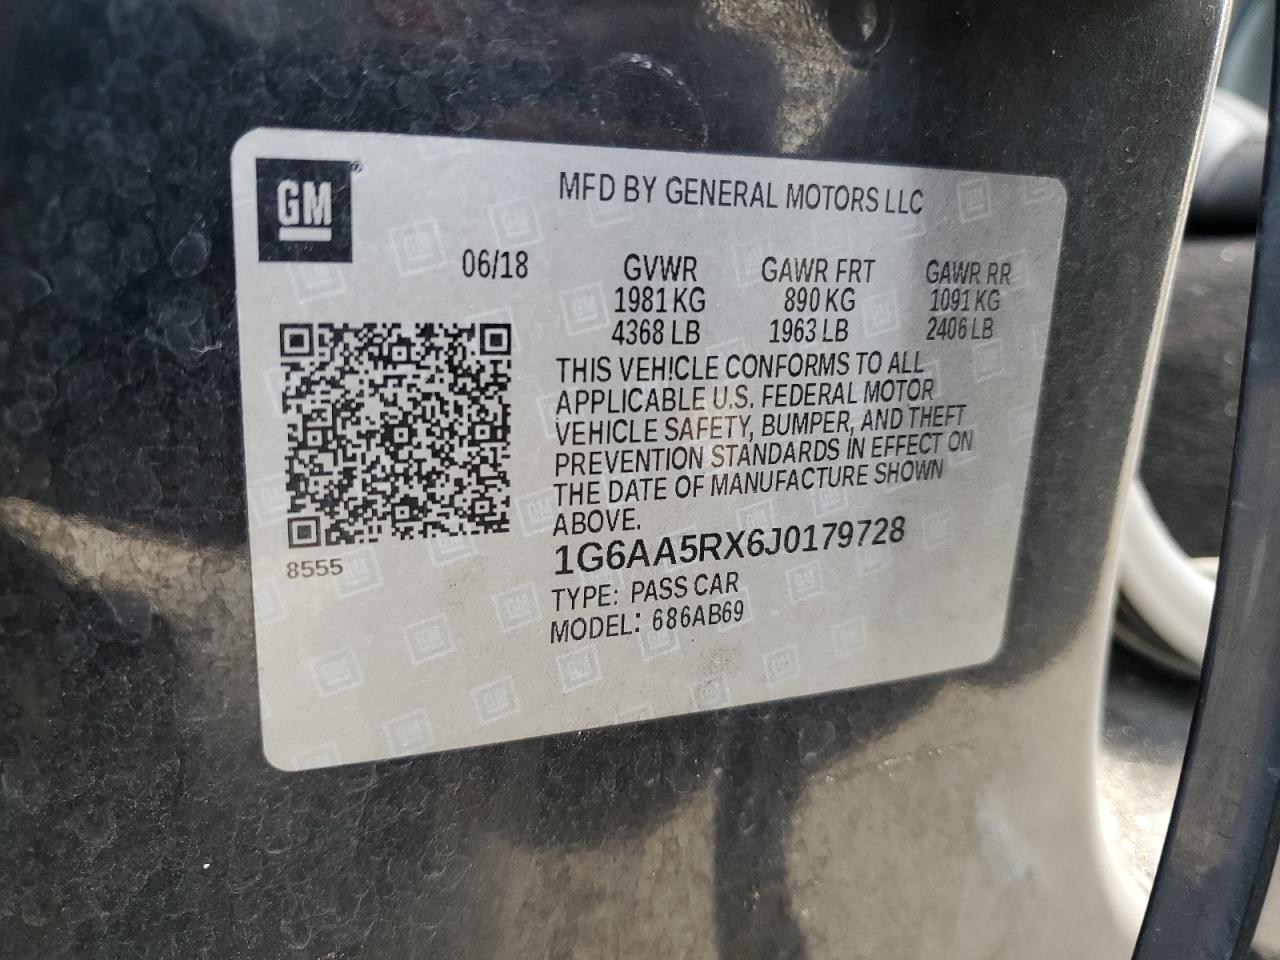 GM
MFD BY GENERAL MOTORS LLC
06/18
GVWR GAWR FRT GAWR RR
1981 KG 890 KG 1091 KG
4368 LB 1963 LB 2406 LB
THIS VEHICLE CONFORMS TO ALL
APPLICABLE U.S. FEDERAL MOTOR
VEHICLE SAFETY, BUMPER, AND THEFT
PREVENTION STANDARDS IN EFFECT ON
THE DATE OF MANUFACTURE SHOWN
ABOVE.
8555
1G6AA5RX6J0179728
TYPE: PASS CAR
MODEL: 686AB69